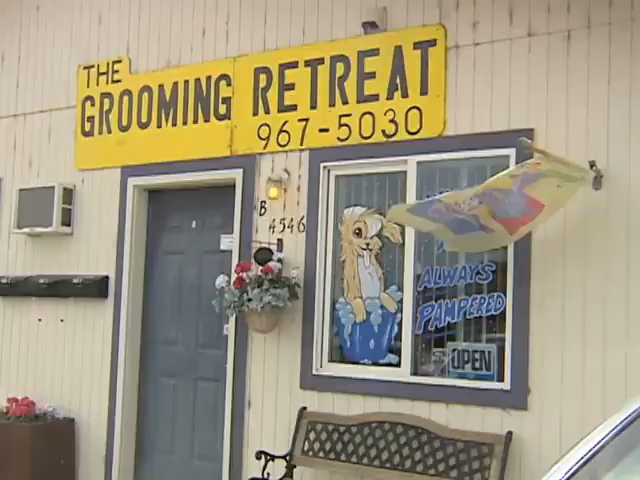 THE
GROOMING RETREAT
967-5030
B
4546
ALWAYS
PAMPERED
OPEN